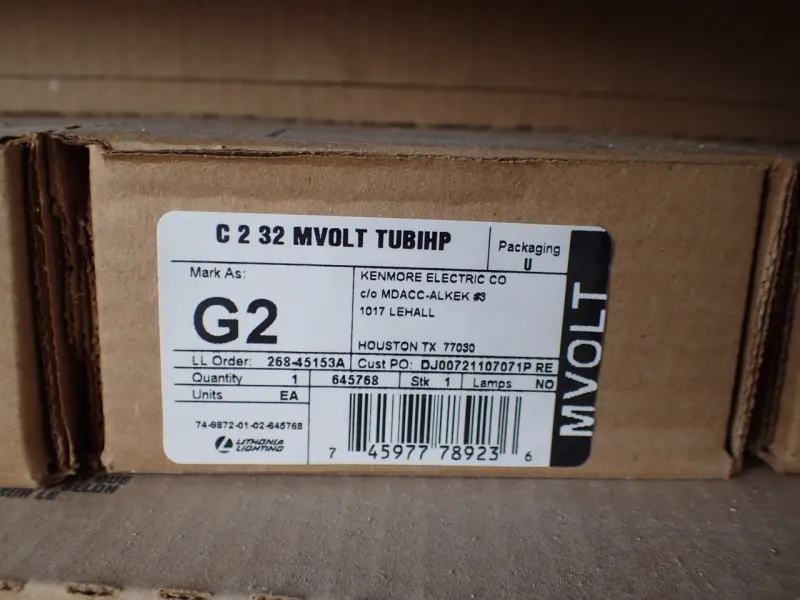 C 2 32 MVOLT TUBIHP
Packaging
U
Mark As:
G2
KENMORE ELECTRIC CO
c/o MDACC-ALKEK #3
1017 LEHALL
HOUSTON TX 77030
LL Order: 268-45153A Cust PO: DJ00721107071P RE
Quantity 1 645768 Stk 1 Lamps NO
Units EA
74-9872-01-02-645768
LITHONIA
LIGHTING
7 45977 78923 6
MVOLT
SUR LE